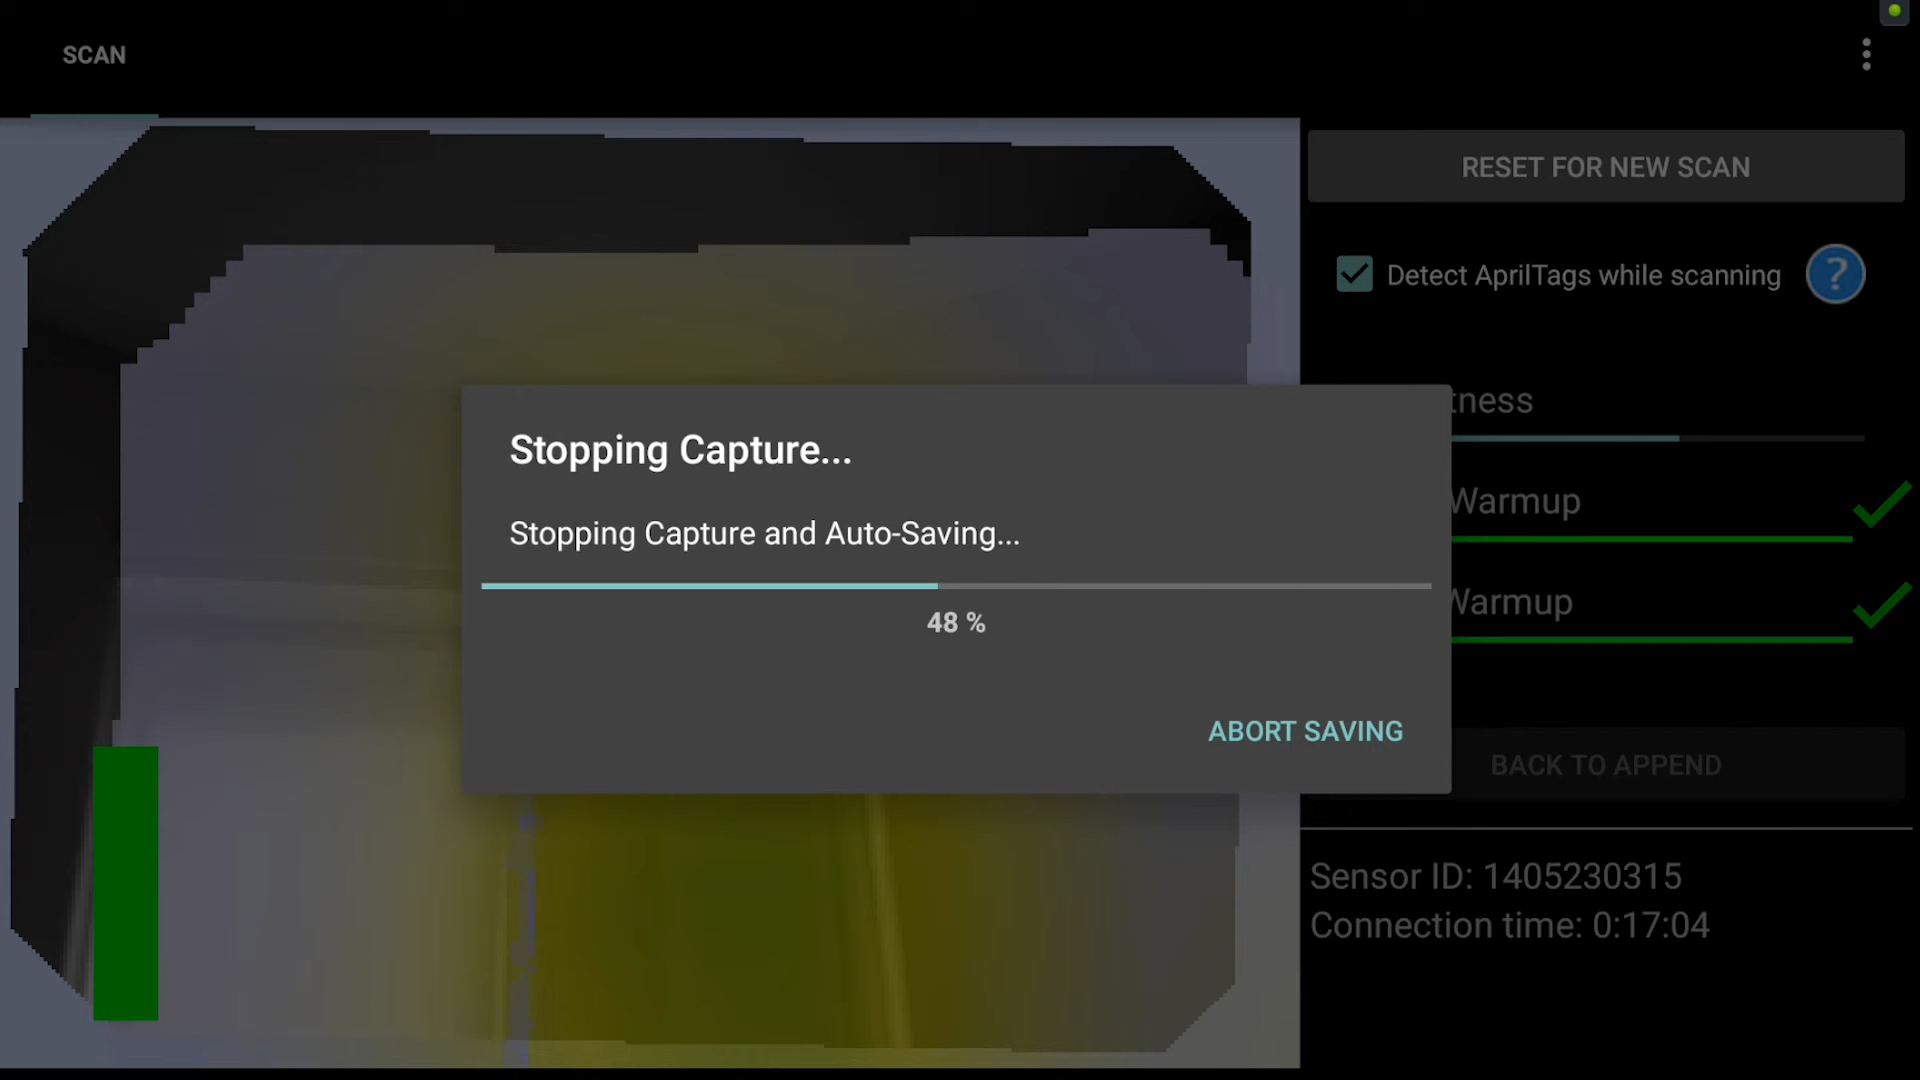 SCAN
RESET FOR NEW SCAN
Detect AprilTags while scanning
?
tness
Stopping Capture...
Warmup
Stopping Capture and Auto-Saving...
48 %
Warmup
ABORT SAVING
BACK TO APPEND
Sensor ID: 1405230315
Connection time: 0:17:04